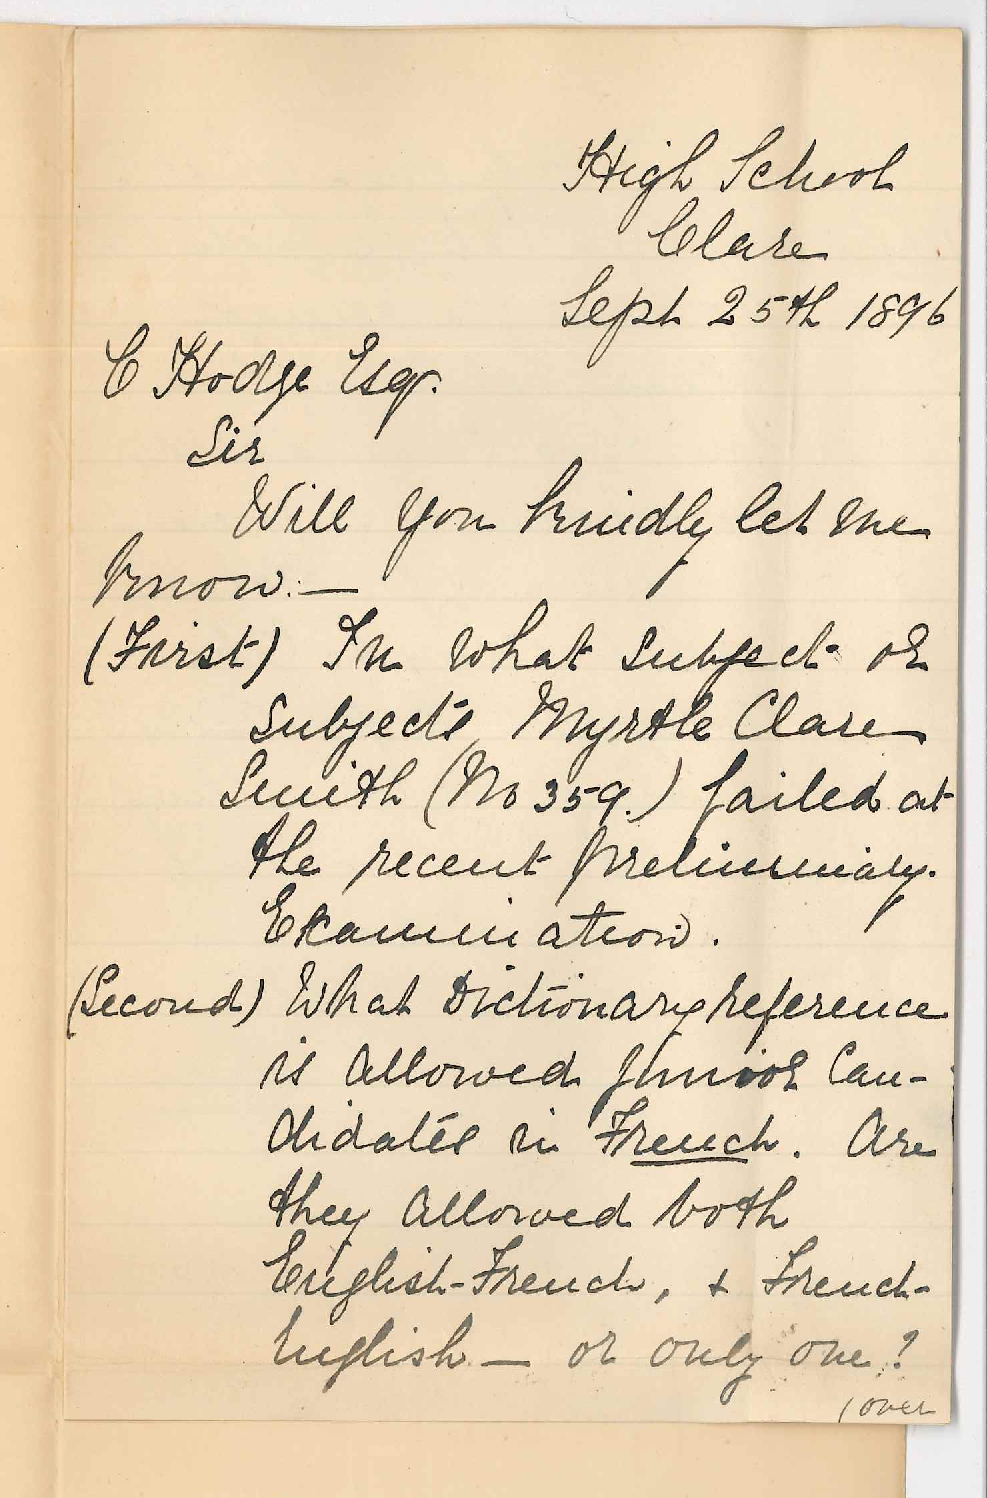 High School
Clare
Sept 25th 1896
C Hodge Esqr.
Sir
Will you kindly let me
know:—
(First) In what subject or
subjects Myrtle Clare
Smith (No 359.) failed at
the recent preliminary.
Examination.
(Second) What Dictionary reference
is allowed junior Can-
didates in French. Are
they allowed both
English-French, & French-
English — or only one?
(over